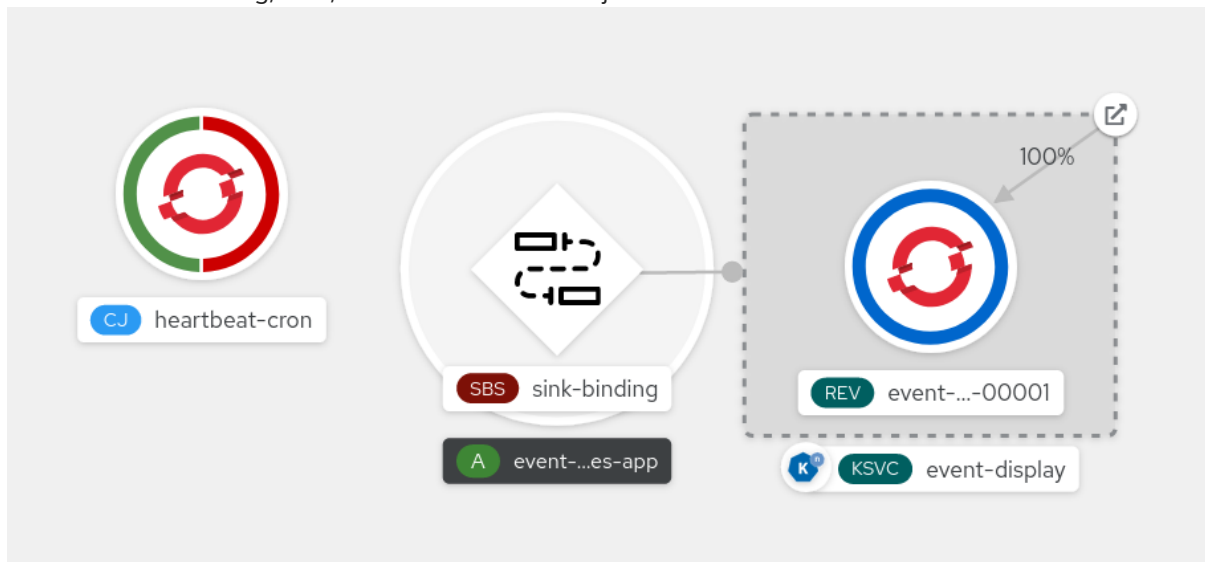 100%
CJ heartbeat-cron
SBS sink-binding
REV event-...-00001
A event-...es-app
K n KSVC event-display